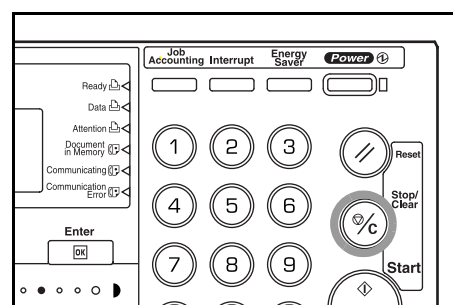 Job
Accounting
Interrupt
Energy
Saver
Power
Ready
Data
Attention
Document
in Memory
Communicating
Communication
Error
Enter
OK
1
2
3
Reset
4
5
6
Stop/
Clear
/C
7
8
9
Start